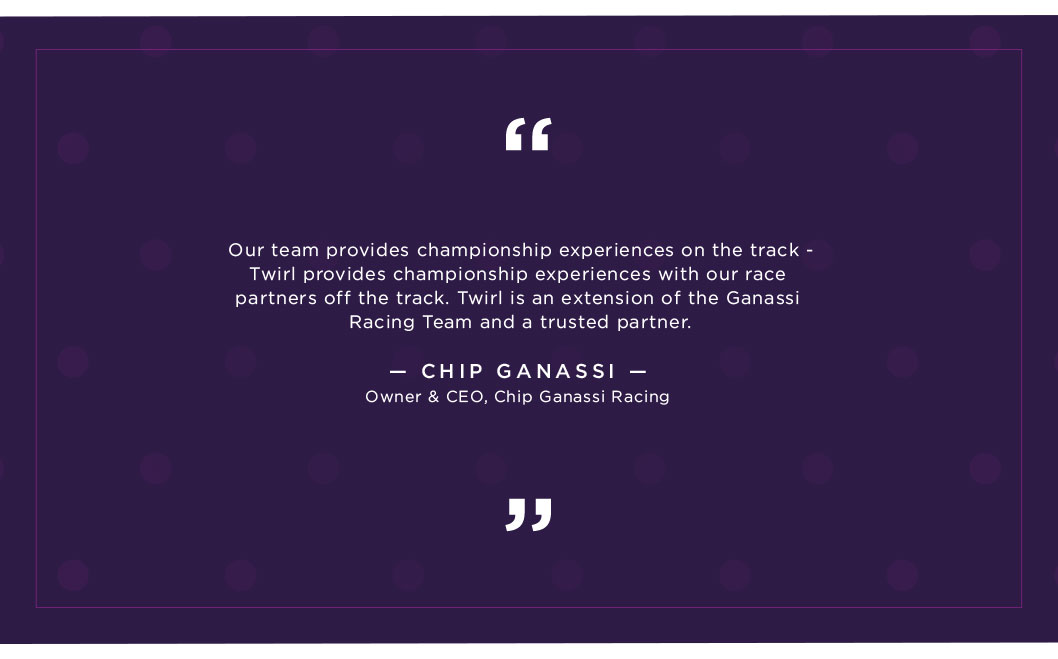 “
Our team provides championship experiences on the track -
Twirl provides championship experiences with our race
partners off the track. Twirl is an extension of the Ganassi
Racing Team and a trusted partner.
— CHIP GANASSI —
Owner & CEO, Chip Ganassi Racing
”